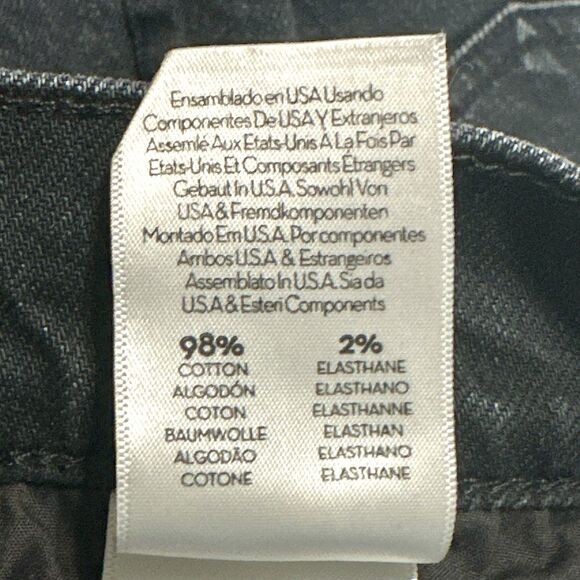 Ensamblado en USA Usando
Componentes De USA Y Extranjeros
Assemlé Aux Etats-Unis À La Fois Par
Etats-Unis Et Composants Etrangers
Gebaut In U.S.A. Sowohl Von
USA & Fremdkomponenten
Montado Em U.S.A. Por componentes
Ambos U.S.A. & Estrangeiros
Assemblato In U.S.A. Sia da
U.S.A & Esteri Components
98% 2%
COTTON ELASTHANE
ALGODÓN ELASTHANO
COTON ELASTHANNE
BAUMWOLLE ELASTHAN
ALGODÃO ELASTHANO
COTONE ELASTHANE